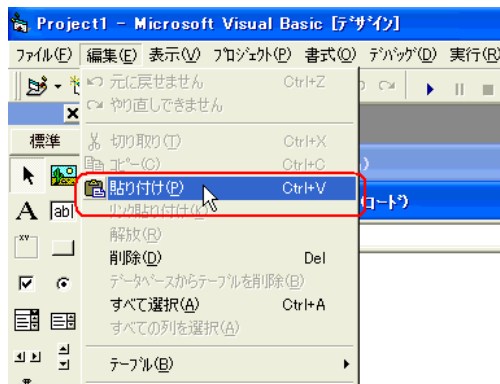 Project1 - Microsoft Visual Basic [ﾃﾞｻﾞｲﾝ]
ﾌｧｲﾙ(F) 編集(E) 表示(V) ﾌﾟﾛｼﾞｪｸﾄ(P) 書式(O) ﾃﾞﾊﾞｯｸﾞ(D) 実行(R)
元に戻せません Ctrl+Z
やり直しできません
標準
切り取り(T) Ctrl+X
ｺﾋﾟｰ(C) Ctrl+C
貼り付け(P) Ctrl+V
ﾘﾝｸ貼り付け(K)
ｺｰﾄﾞ)
解放(R)
削除(D) Del
ﾃﾞｰﾀﾍﾞｰｽからﾃｰﾌﾞﾙを削除(B)
すべて選択(A) Ctrl+A
すべての列を選択(A)
ﾃｰﾌﾞﾙ(B)